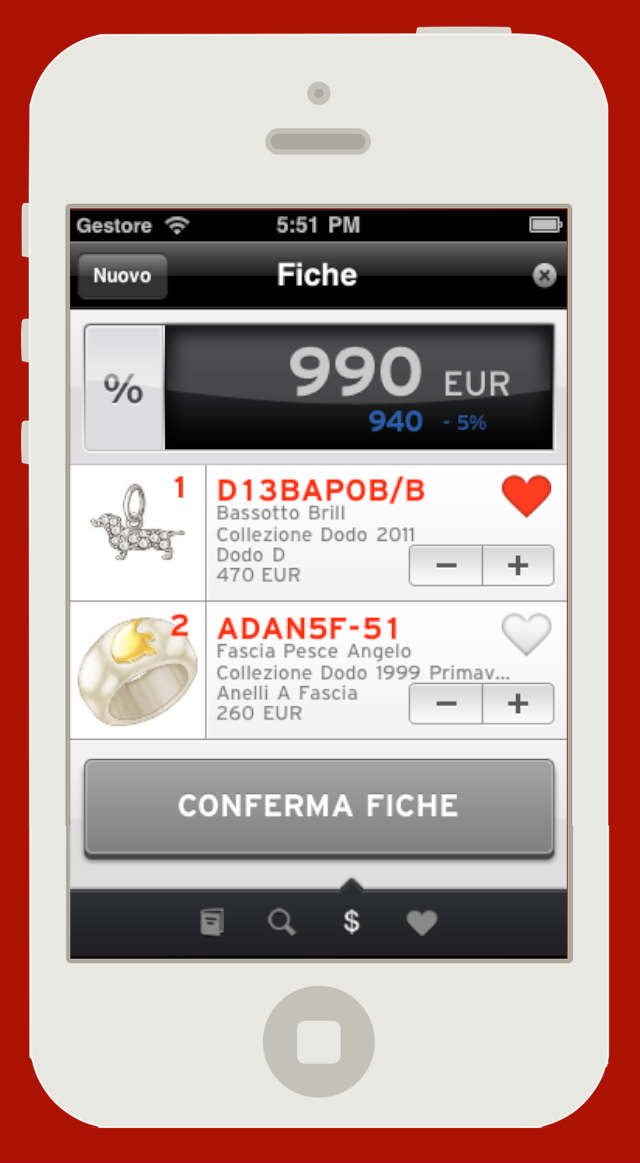 Gestore 5:51 PM
Nuovo Fiche
% 990 EUR
940 - 5%
1 D13BAPOB/B
Bassotto Brill
Collezione Dodo 2011
Dodo D
470 EUR
− +
2 ADAN5F-51
Fascia Pesce Angelo
Collezione Dodo 1999 Primav...
Anelli A Fascia
260 EUR
− +
CONFERMA FICHE
$